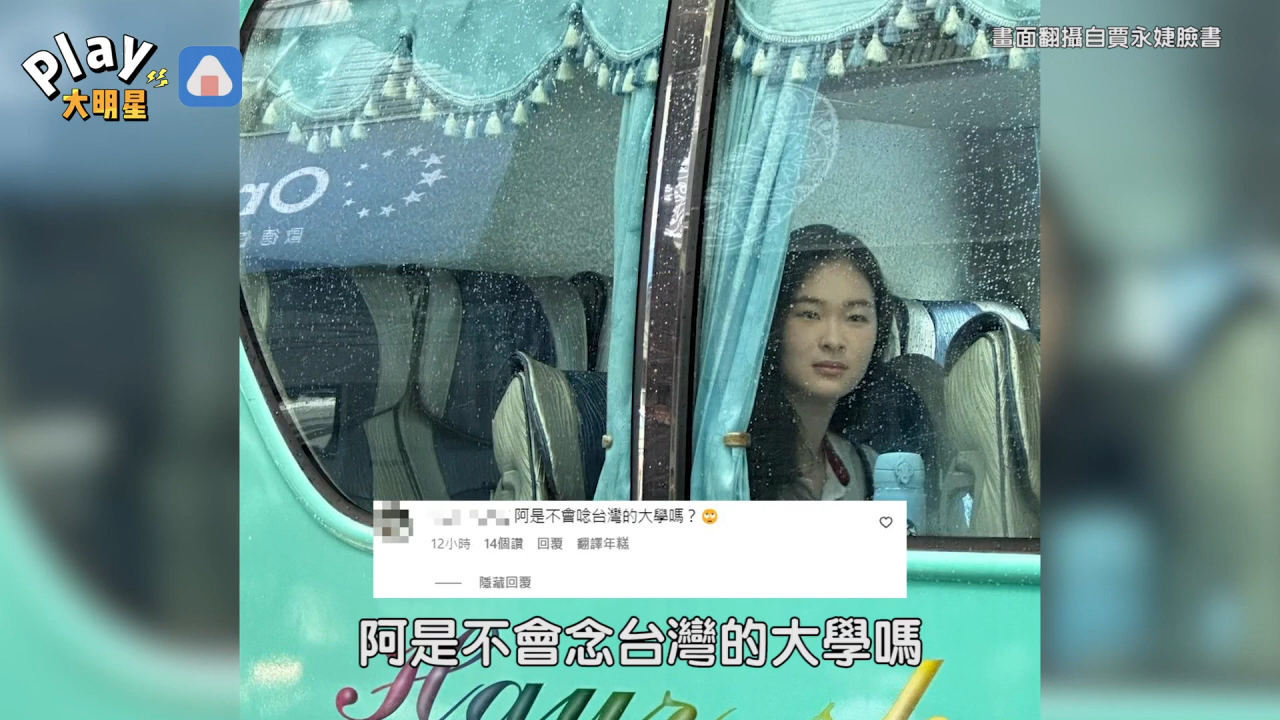 Play
大明星
畫面翻攝自賈永婕臉書
阿是不會唸台灣的大學嗎？🙄
12小時 14個讚 回覆 翻譯年糕
隱藏回覆
阿是不會念台灣的大學嗎